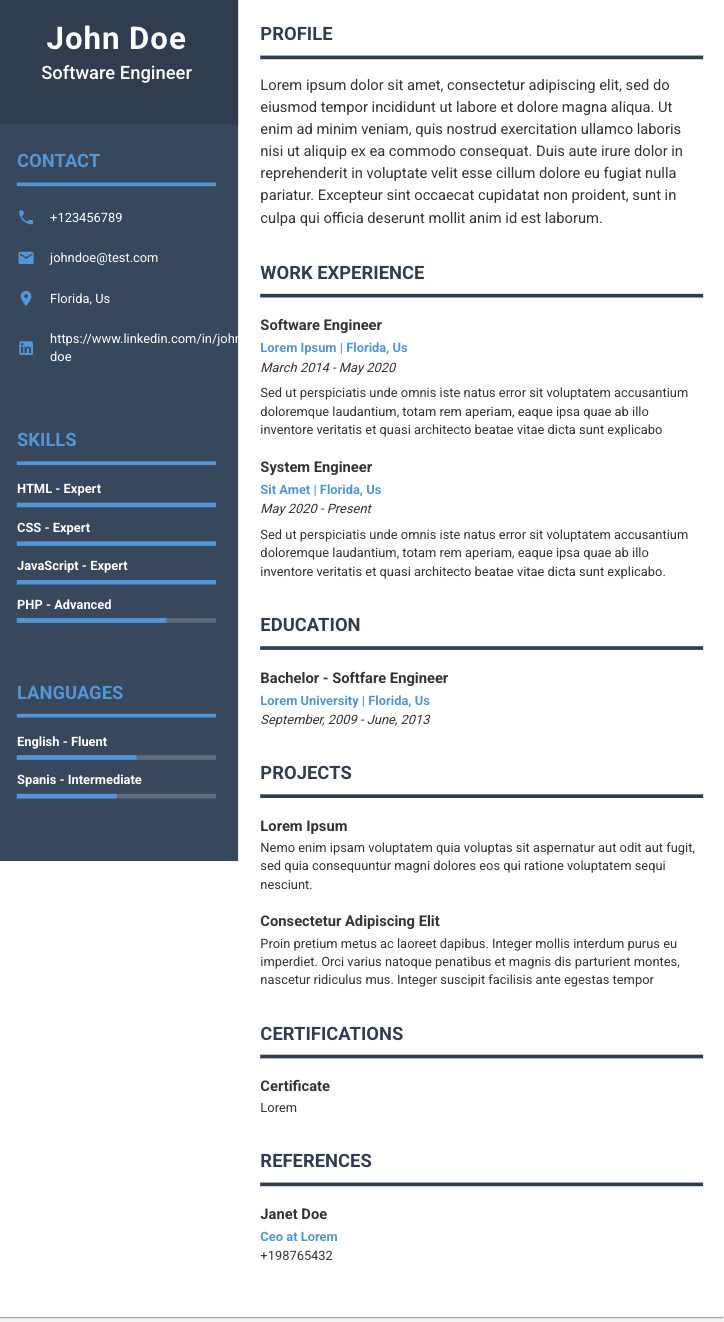 John Doe
Software Engineer
CONTACT
+123456789
johndoe@test.com
Florida, Us
https://www.linkedin.com/in/john
doe
SKILLS
HTML - Expert
CSS - Expert
JavaScript - Expert
PHP - Advanced
LANGUAGES
English - Fluent
Spanis - Intermediate
PROFILE
Lorem ipsum dolor sit amet, consectetur adipiscing elit, sed do
eiusmod tempor incididunt ut labore et dolore magna aliqua. Ut
enim ad minim veniam, quis nostrud exercitation ullamco laboris
nisi ut aliquip ex ea commodo consequat. Duis aute irure dolor in
reprehenderit in voluptate velit esse cillum dolore eu fugiat nulla
pariatur. Excepteur sint occaecat cupidatat non proident, sunt in
culpa qui officia deserunt mollit anim id est laborum.
WORK EXPERIENCE
Software Engineer
Lorem Ipsum | Florida, Us
March 2014 - May 2020
Sed ut perspiciatis unde omnis iste natus error sit voluptatem accusantium
doloremque laudantium, totam rem aperiam, eaque ipsa quae ab illo
inventore veritatis et quasi architecto beatae vitae dicta sunt explicabo
System Engineer
Sit Amet | Florida, Us
May 2020 - Present
Sed ut perspiciatis unde omnis iste natus error sit voluptatem accusantium
doloremque laudantium, totam rem aperiam, eaque ipsa quae ab illo
inventore veritatis et quasi architecto beatae vitae dicta sunt explicabo.
EDUCATION
Bachelor - Softfare Engineer
Lorem University | Florida, Us
September, 2009 - June, 2013
PROJECTS
Lorem Ipsum
Nemo enim ipsam voluptatem quia voluptas sit aspernatur aut odit aut fugit,
sed quia consequuntur magni dolores eos qui ratione voluptatem sequi
nesciunt.
Consectetur Adipiscing Elit
Proin pretium metus ac laoreet dapibus. Integer mollis interdum purus eu
imperdiet. Orci varius natoque penatibus et magnis dis parturient montes,
nascetur ridiculus mus. Integer suscipit facilisis ante egestas tempor
CERTIFICATIONS
Certificate
Lorem
REFERENCES
Janet Doe
Ceo at Lorem
+198765432